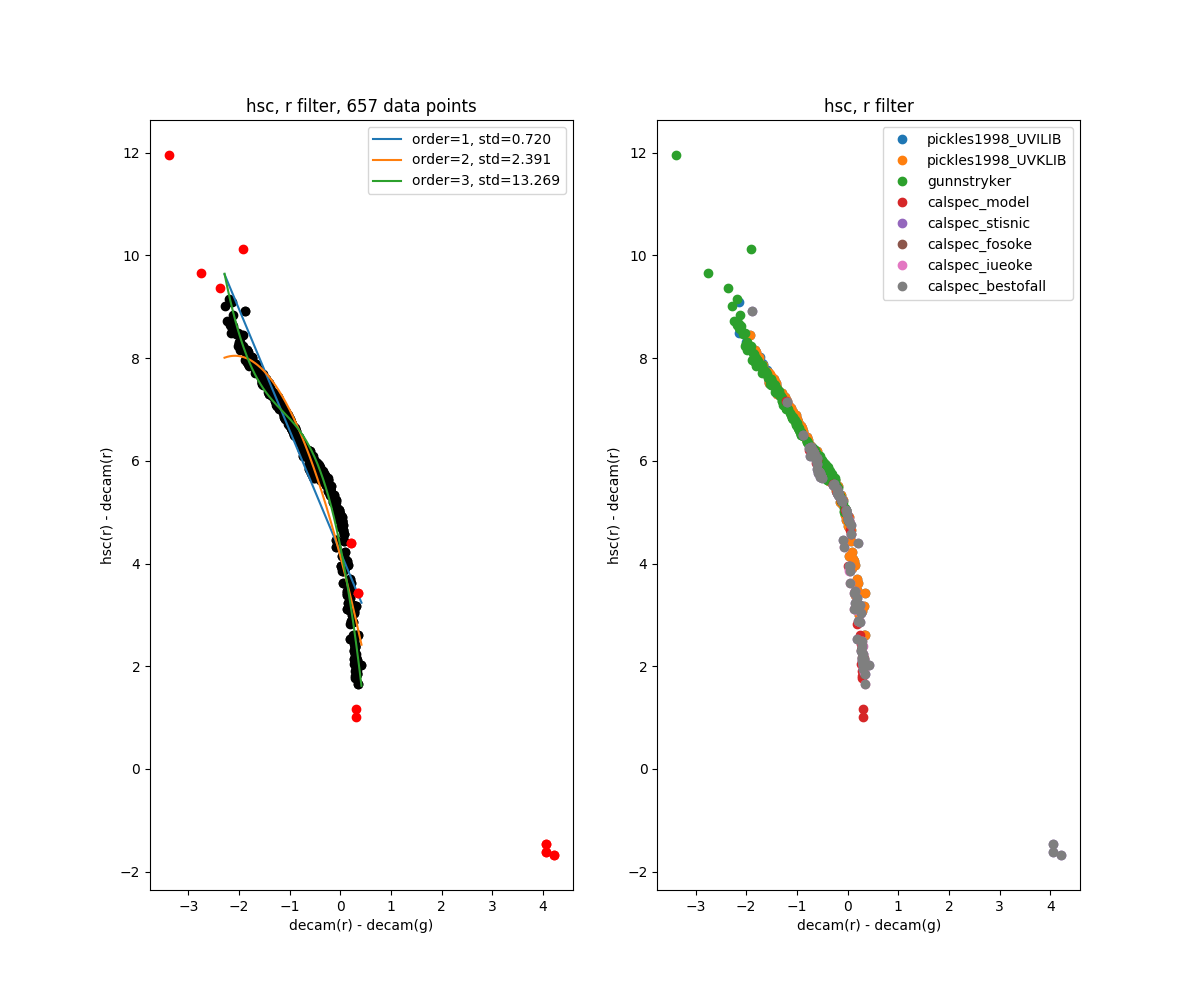 hsc, r filter, 657 data points
order=1, std=0.720
order=2, std=2.391
order=3, std=13.269
12
10
8
6
4
2
0
−2
hsc(r) - decam(r)
−3
−2
−1
0
1
2
3
4
decam(r) - decam(g)
hsc, r filter
pickles1998_UVILIB
pickles1998_UVKLIB
gunnstryker
calspec_model
calspec_stisnic
calspec_fosoke
calspec_iueoke
calspec_bestofall
12
10
8
6
4
2
0
−2
hsc(r) - decam(r)
−3
−2
−1
0
1
2
3
4
decam(r) - decam(g)